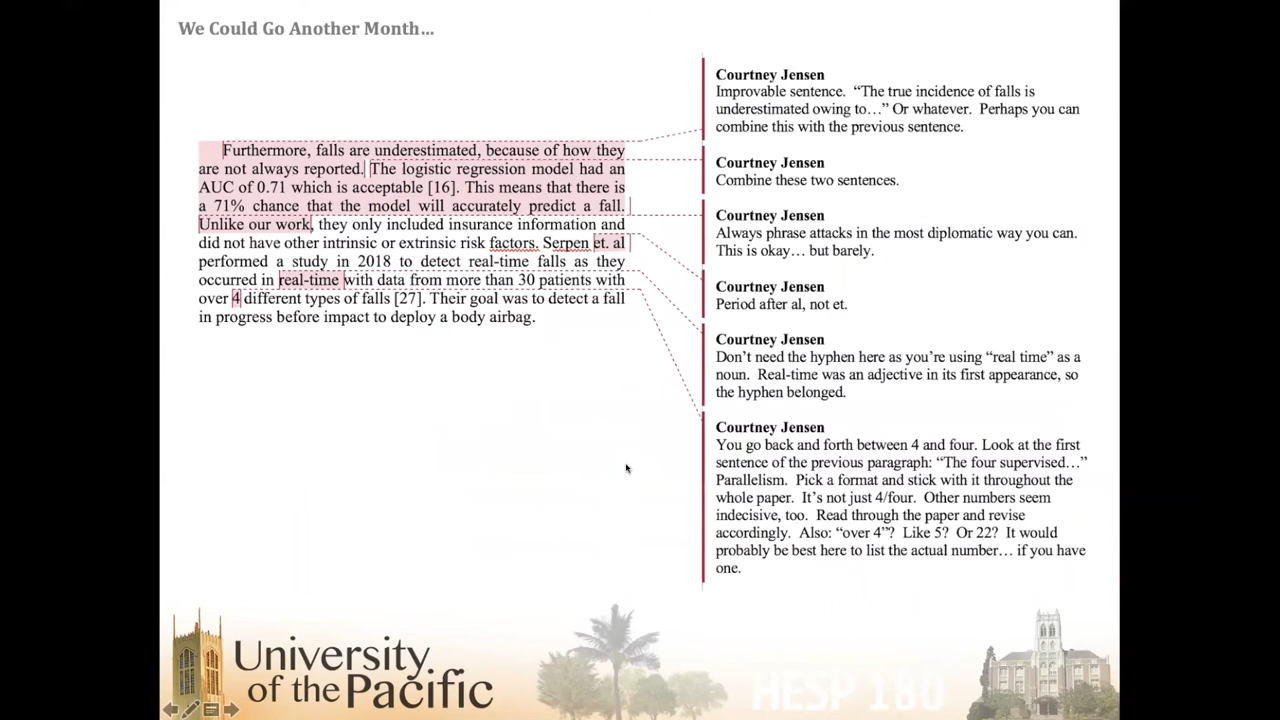 We Could Go Another Month…
Furthermore, falls are underestimated, because of how they
are not always reported. The logistic regression model had an
AUC of 0.71 which is acceptable [16]. This means that there is
a 71% chance that the model will accurately predict a fall.
Unlike our work, they only included insurance information and
did not have other intrinsic or extrinsic risk factors. Serpen et. al
performed a study in 2018 to detect real-time falls as they
occurred in real-time with data from more than 30 patients with
over 4 different types of falls [27]. Their goal was to detect a fall
in progress before impact to deploy a body airbag.
Courtney Jensen
Improvable sentence. “The true incidence of falls is
underestimated owing to…” Or whatever. Perhaps you can
combine this with the previous sentence.
Courtney Jensen
Combine these two sentences.
Courtney Jensen
Always phrase attacks in the most diplomatic way you can.
This is okay… but barely.
Courtney Jensen
Period after al, not et.
Courtney Jensen
Don’t need the hyphen here as you’re using “real time” as a
noun. Real-time was an adjective in its first appearance, so
the hyphen belonged.
Courtney Jensen
You go back and forth between 4 and four. Look at the first
sentence of the previous paragraph: “The four supervised…”
Parallelism. Pick a format and stick with it throughout the
whole paper. It’s not just 4/four. Other numbers seem
indecisive, too. Read through the paper and revise
accordingly. Also: “over 4”? Like 5? Or 22? It would
probably be best here to list the actual number… if you have
one.
University
of the Pacific
HESP 180